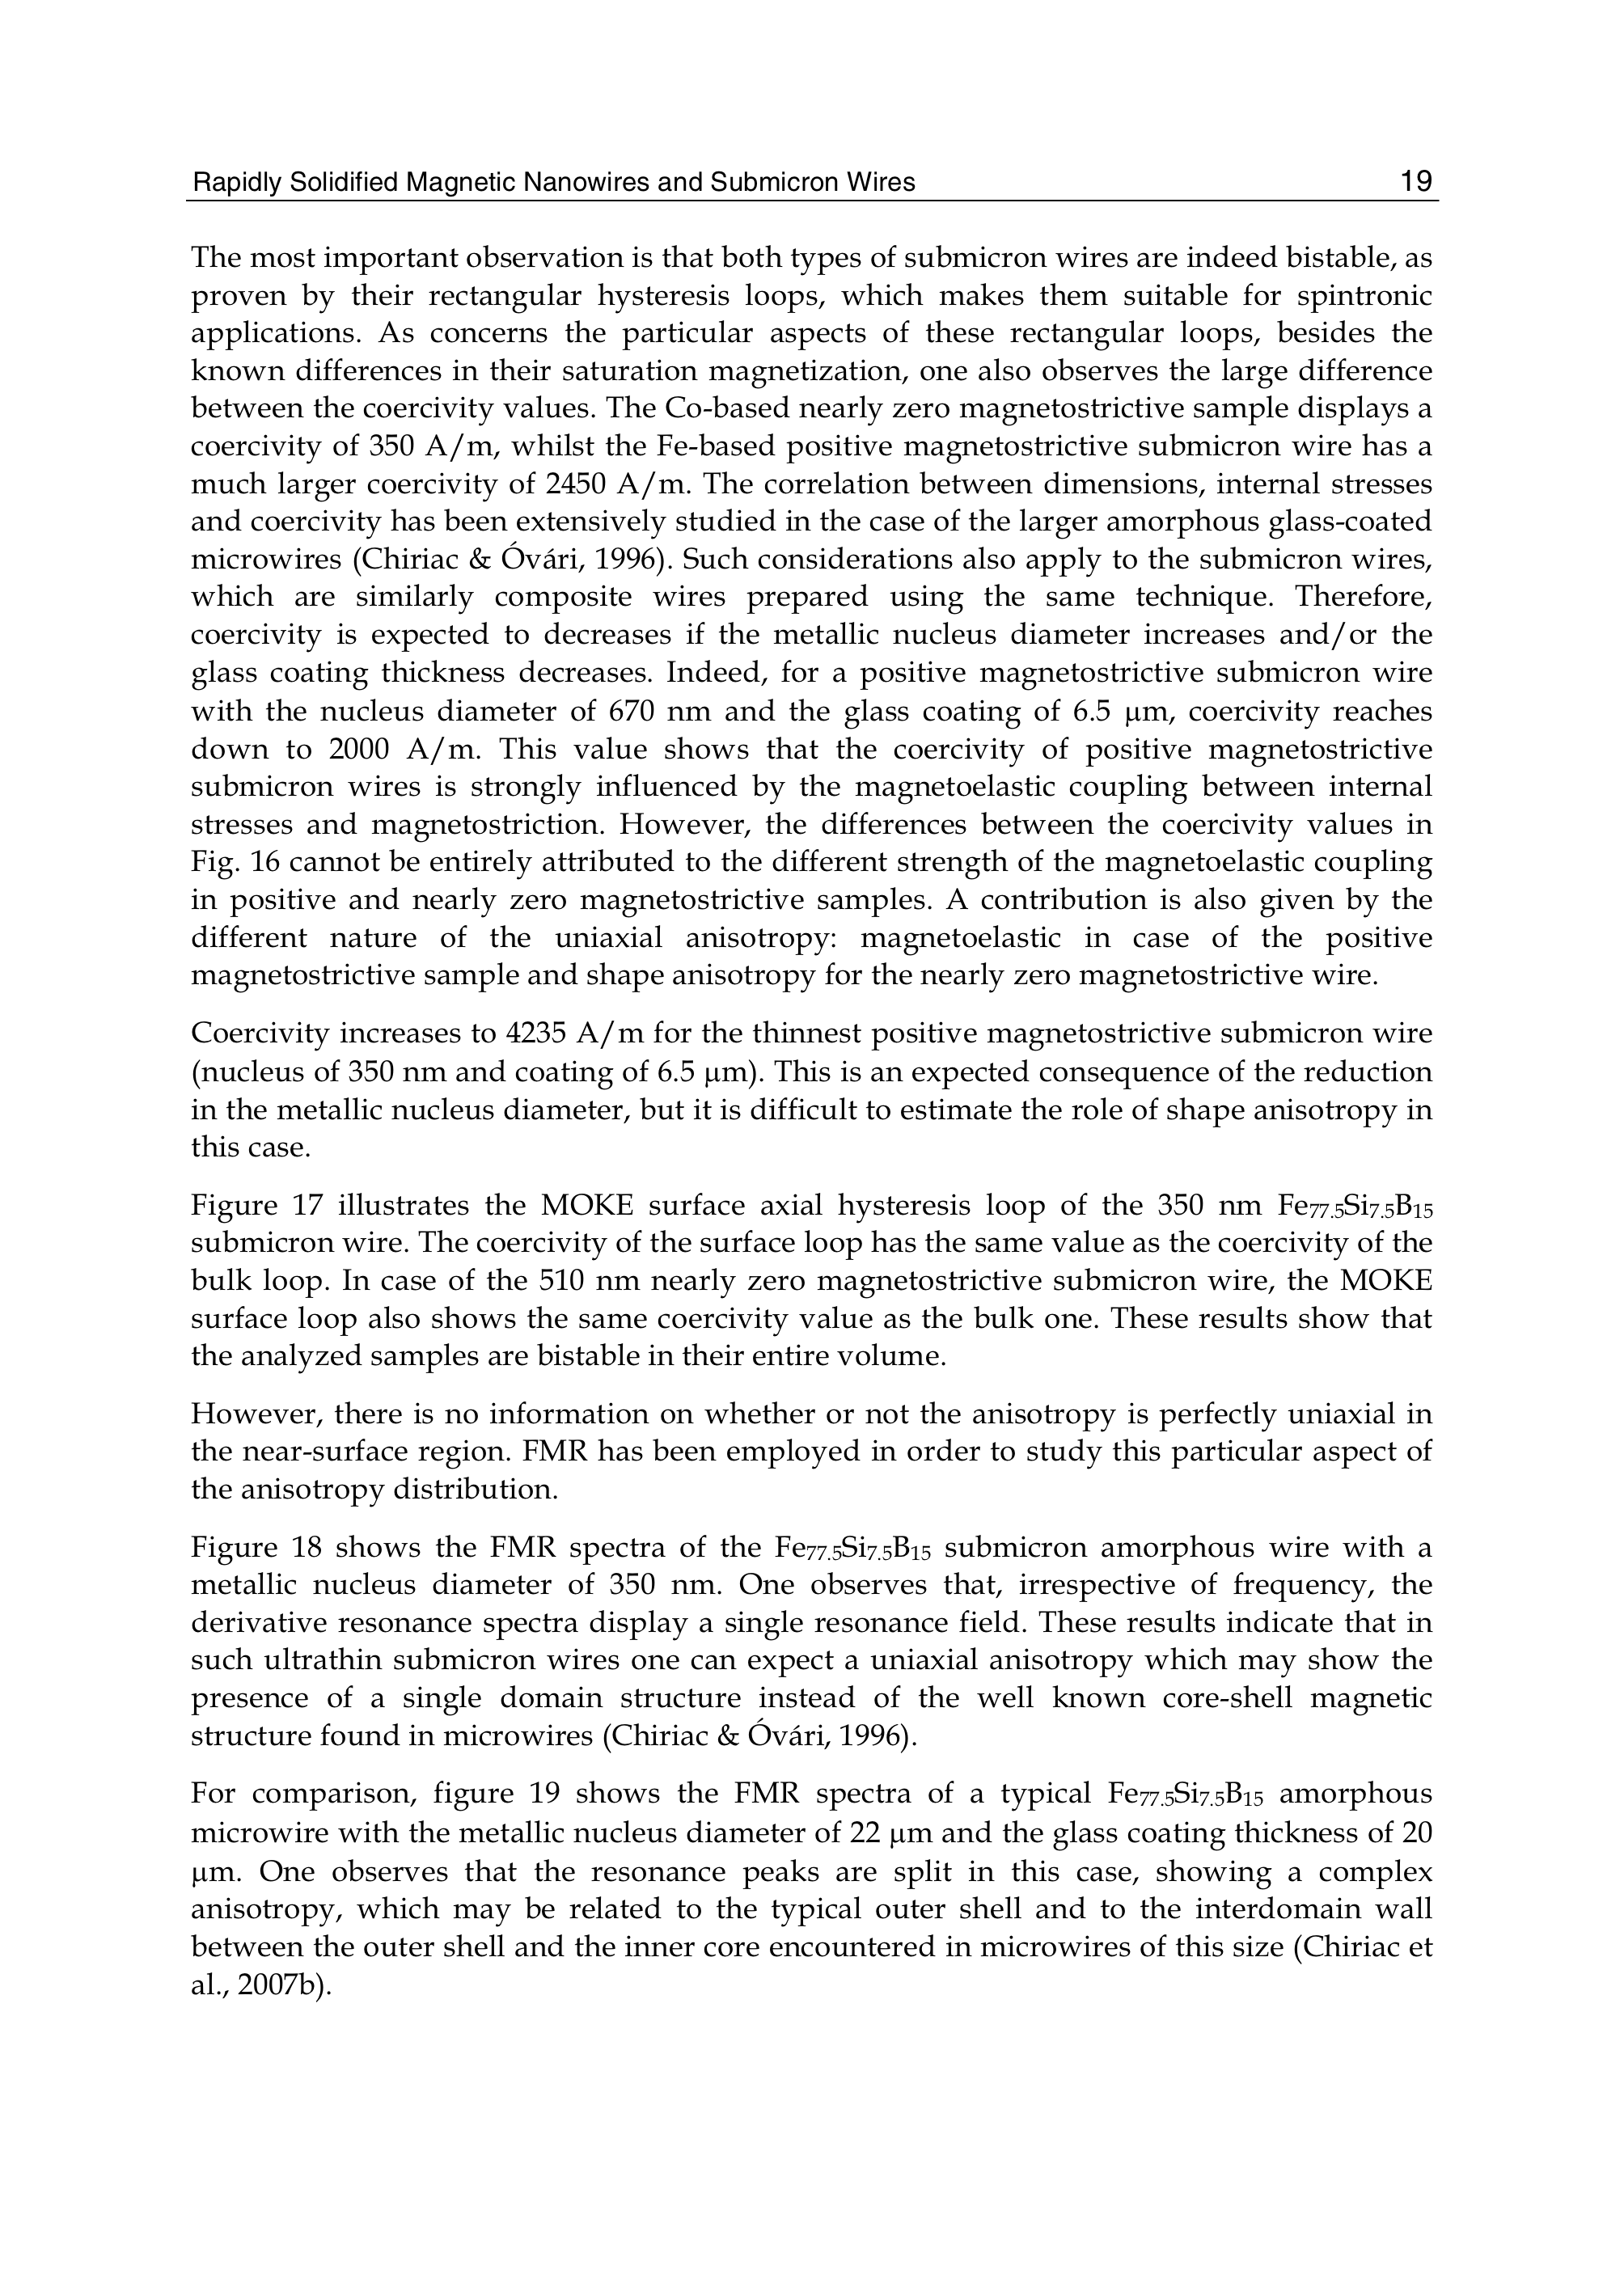 Rapidly Solidified Magnetic Nanowires and Submicron Wires 19
The most important observation is that both types of submicron wires are indeed bistable, as
proven by their rectangular hysteresis loops, which makes them suitable for spintronic
applications. As concerns the particular aspects of these rectangular loops, besides the
known differences in their saturation magnetization, one also observes the large difference
between the coercivity values. The Co-based nearly zero magnetostrictive sample displays a
coercivity of 350 A/m, whilst the Fe-based positive magnetostrictive submicron wire has a
much larger coercivity of 2450 A/m. The correlation between dimensions, internal stresses
and coercivity has been extensively studied in the case of the larger amorphous glass-coated
microwires (Chiriac & Óvári, 1996). Such considerations also apply to the submicron wires,
which are similarly composite wires prepared using the same technique. Therefore,
coercivity is expected to decreases if the metallic nucleus diameter increases and/or the
glass coating thickness decreases. Indeed, for a positive magnetostrictive submicron wire
with the nucleus diameter of 670 nm and the glass coating of 6.5 µm, coercivity reaches
down to 2000 A/m. This value shows that the coercivity of positive magnetostrictive
submicron wires is strongly influenced by the magnetoelastic coupling between internal
stresses and magnetostriction. However, the differences between the coercivity values in
Fig. 16 cannot be entirely attributed to the different strength of the magnetoelastic coupling
in positive and nearly zero magnetostrictive samples. A contribution is also given by the
different nature of the uniaxial anisotropy: magnetoelastic in case of the positive
magnetostrictive sample and shape anisotropy for the nearly zero magnetostrictive wire.
Coercivity increases to 4235 A/m for the thinnest positive magnetostrictive submicron wire
(nucleus of 350 nm and coating of 6.5 µm). This is an expected consequence of the reduction
in the metallic nucleus diameter, but it is difficult to estimate the role of shape anisotropy in
this case.
Figure 17 illustrates the MOKE surface axial hysteresis loop of the 350 nm Fe₇₇.₅Si₇.₅B₁₅
submicron wire. The coercivity of the surface loop has the same value as the coercivity of the
bulk loop. In case of the 510 nm nearly zero magnetostrictive submicron wire, the MOKE
surface loop also shows the same coercivity value as the bulk one. These results show that
the analyzed samples are bistable in their entire volume.
However, there is no information on whether or not the anisotropy is perfectly uniaxial in
the near-surface region. FMR has been employed in order to study this particular aspect of
the anisotropy distribution.
Figure 18 shows the FMR spectra of the Fe₇₇.₅Si₇.₅B₁₅ submicron amorphous wire with a
metallic nucleus diameter of 350 nm. One observes that, irrespective of frequency, the
derivative resonance spectra display a single resonance field. These results indicate that in
such ultrathin submicron wires one can expect a uniaxial anisotropy which may show the
presence of a single domain structure instead of the well known core-shell magnetic
structure found in microwires (Chiriac & Óvári, 1996).
For comparison, figure 19 shows the FMR spectra of a typical Fe₇₇.₅Si₇.₅B₁₅ amorphous
microwire with the metallic nucleus diameter of 22 µm and the glass coating thickness of 20
µm. One observes that the resonance peaks are split in this case, showing a complex
anisotropy, which may be related to the typical outer shell and to the interdomain wall
between the outer shell and the inner core encountered in microwires of this size (Chiriac et
al., 2007b).